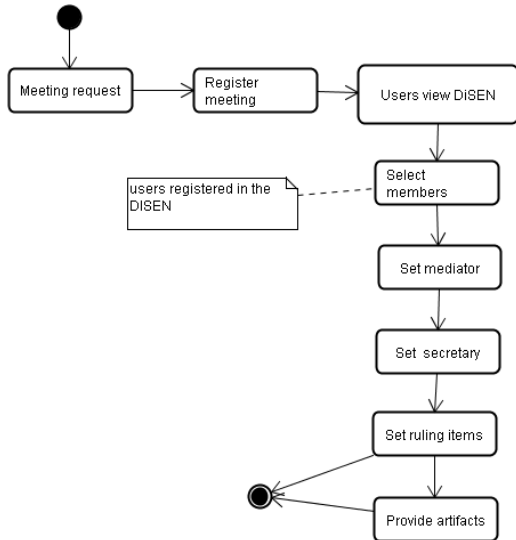 Meeting request
Register
meeting
Users view DiSEN
Select
members
users registered in the
DISEN
Set mediator
Set secretary
Set ruling items
Provide artifacts